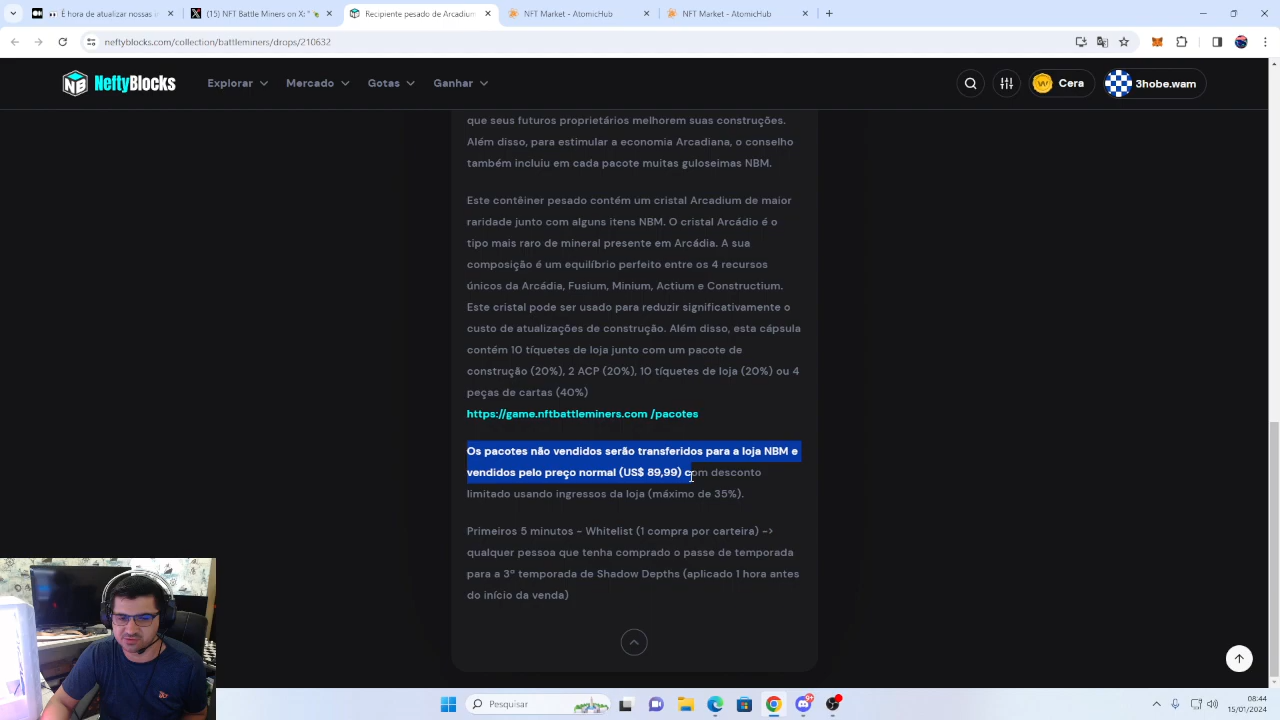 É hora de atualizar nossas in
(15) NFT Battle Miners on X: "
Recipiente pesado de Arcadium
NFT Market - AtomicHub
NFT Market - AtomicHub
neftyblocks.com/collection/battleminers/drops/210632
NB NeftyBlocks Explorar Mercado Gotas Ganhar Cera 3hobe.wam
que seus futuros proprietários melhorem suas construções.
Além disso, para estimular a economia Arcadiana, o conselho
também incluiu em cada pacote muitas guloseimas NBM.
Este contêiner pesado contém um cristal Arcadium de maior
raridade junto com alguns itens NBM. O cristal Arcádio é o
tipo mais raro de mineral presente em Arcádia. A sua
composição é um equilíbrio perfeito entre os 4 recursos
únicos da Arcádia, Fusium, Minium, Actium e Constructium.
Este cristal pode ser usado para reduzir significativamente o
custo de atualizações de construção. Além disso, esta cápsula
contém 10 tíquetes de loja junto com um pacote de
construção (20%), 2 ACP (20%), 10 tíquetes de loja (20%) ou 4
peças de cartas (40%)
https://game.nftbattleminers.com /pacotes
Os pacotes não vendidos serão transferidos para a loja NBM e
vendidos pelo preço normal (US$ 89,99) com desconto
limitado usando ingressos da loja (máximo de 35%).
Primeiros 5 minutos - Whitelist (1 compra por carteira) ->
qualquer pessoa que tenha comprado o passe de temporada
para a 3ª temporada de Shadow Depths (aplicado 1 hora antes
do início da venda)
Pesquisar
08:44
15/01/2024